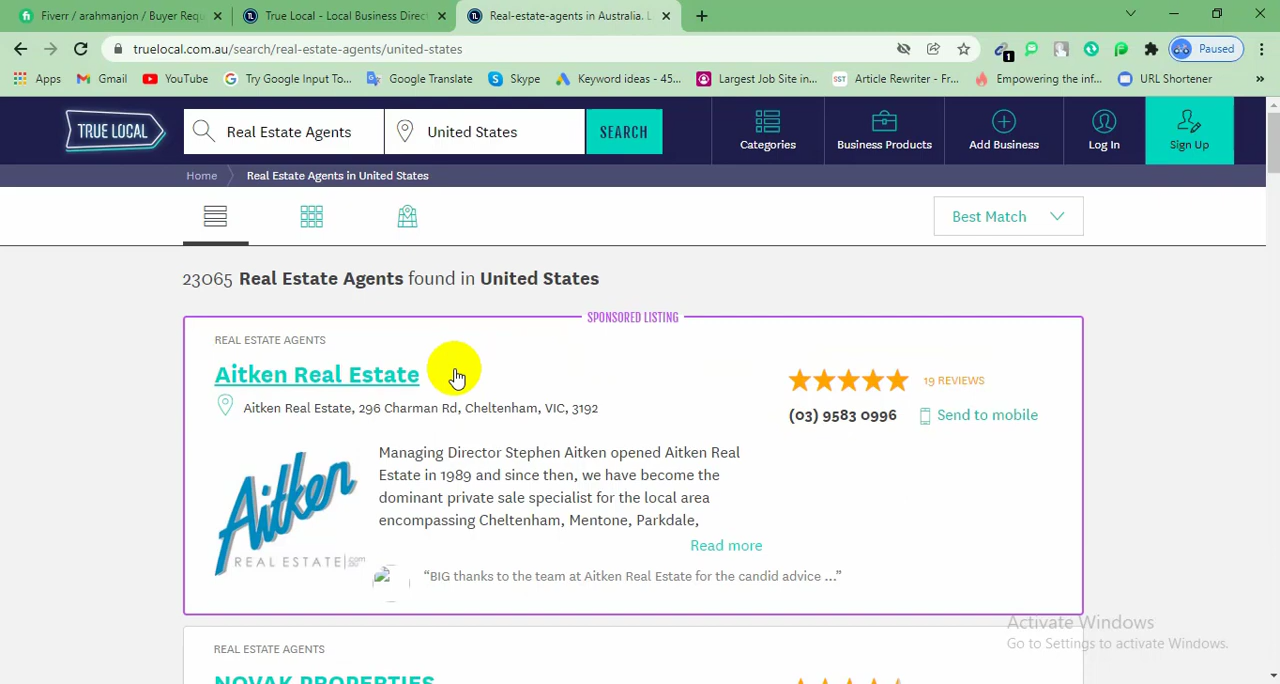 Fiverr / arahmanjon / Buyer Requ
True Local - Local Business Direct
Real-estate-agents in Australia. L
truelocal.com.au/search/real-estate-agents/united-states
1
Paused
Apps
Gmail
YouTube
Try Google Input To...
Google Translate
Skype
Keyword ideas - 45...
Largest Job Site in...
SST Article Rewriter - Fr...
Empowering the inf...
URL Shortener
»
TRUE LOCAL
Real Estate Agents
United States
SEARCH
Categories
Business Products
Add Business
Log In
Sign Up
Home
Real Estate Agents in United States
Best Match
23065 Real Estate Agents found in United States
SPONSORED LISTING
REAL ESTATE AGENTS
Aitken Real Estate
Aitken Real Estate, 296 Charman Rd, Cheltenham, VIC, 3192
19 REVIEWS
(03) 9583 0996
Send to mobile
Aitken
REAL ESTATE .com
Managing Director Stephen Aitken opened Aitken Real
Estate in 1989 and since then, we have become the
dominant private sale specialist for the local area
encompassing Cheltenham, Mentone, Parkdale,
Read more
“BIG thanks to the team at Aitken Real Estate for the candid advice ...”
Activate Windows
Go to Settings to activate Windows.
REAL ESTATE AGENTS
NOVAK PROPERTIES